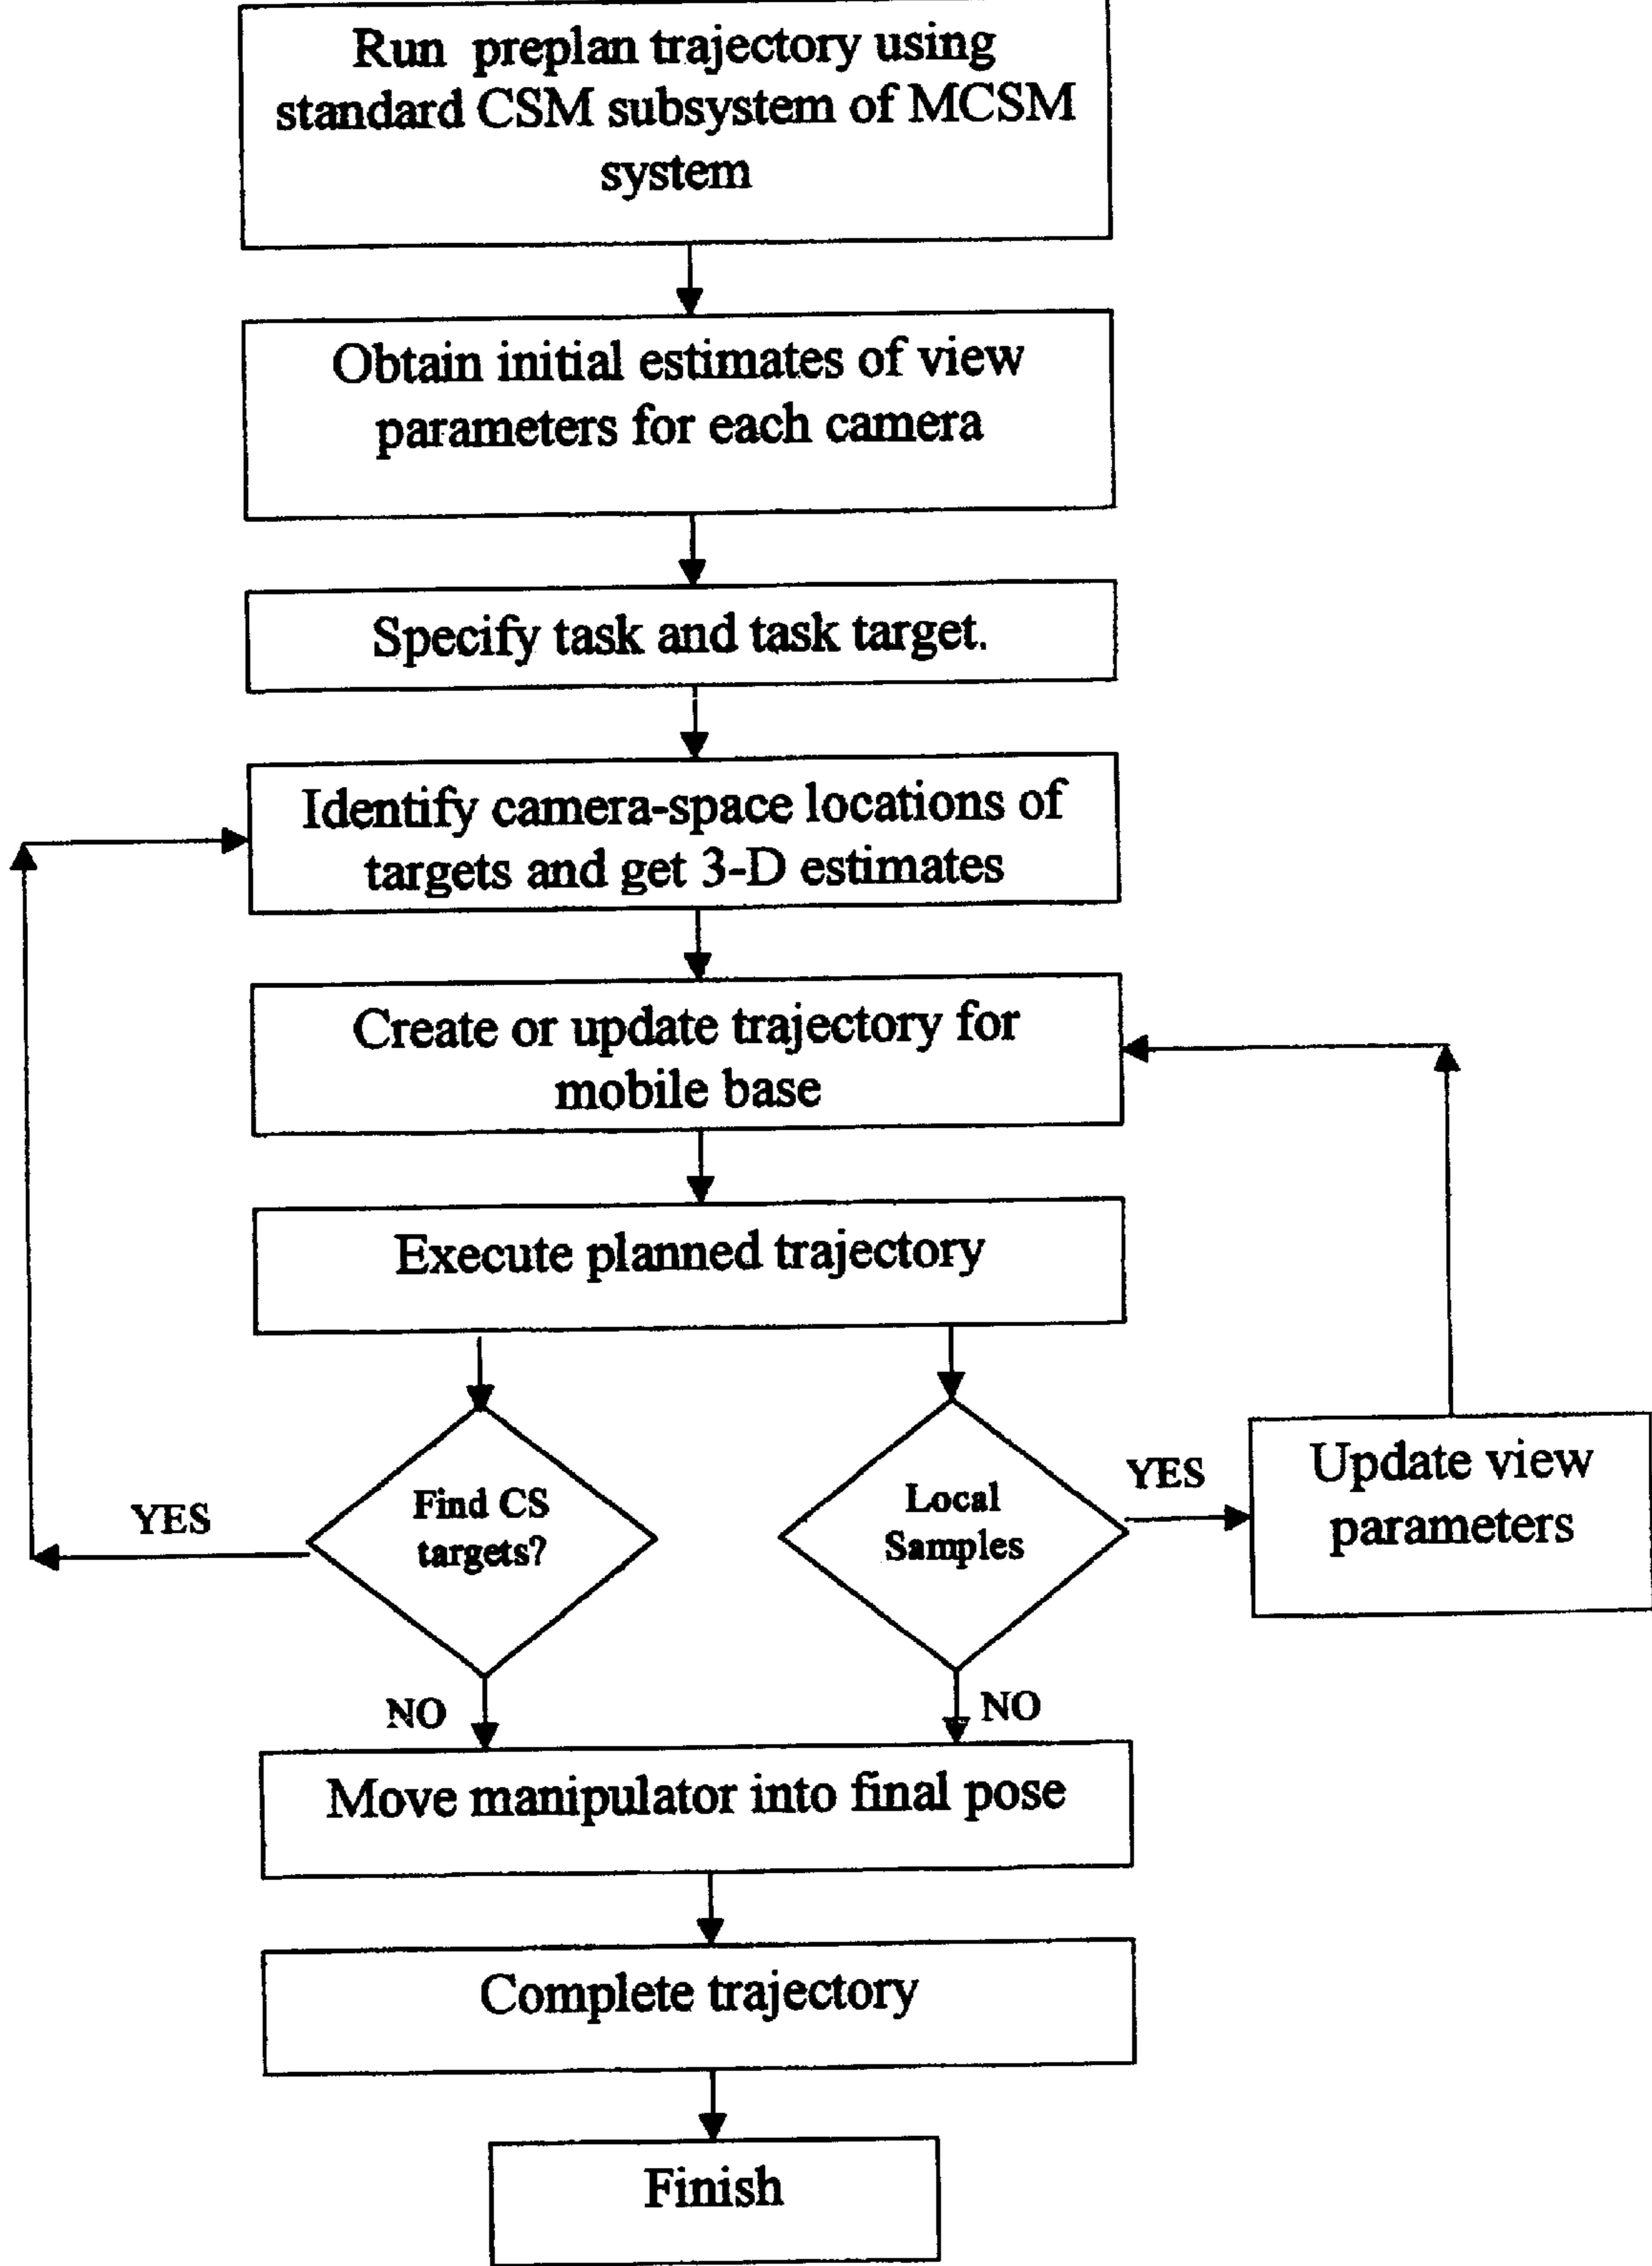 Run preplan trajectory using
standard CSM subsystem of MCSM
system
Obtain initial estimates of view
parameters for each camera
Specify task and task target.
Identify camera-space locations of
targets and get 3-D estimates
Create or update trajectory for
mobile base
Execute planned trajectory
Find CS
targets?
YES
Local
Samples
YES
Update view
parameters
NO
NO
Move manipulator into final pose
Complete trajectory
Finish